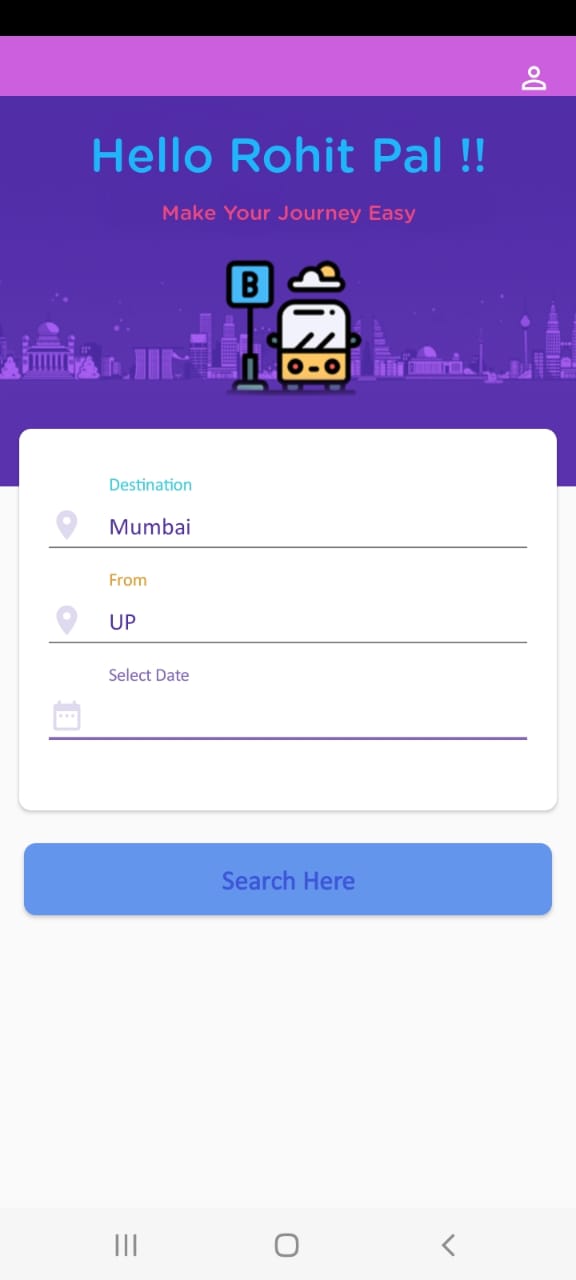 Hello Rohit Pal !!
Make Your Journey Easy
B
Destination
Mumbai
From
UP
Select Date
Search Here